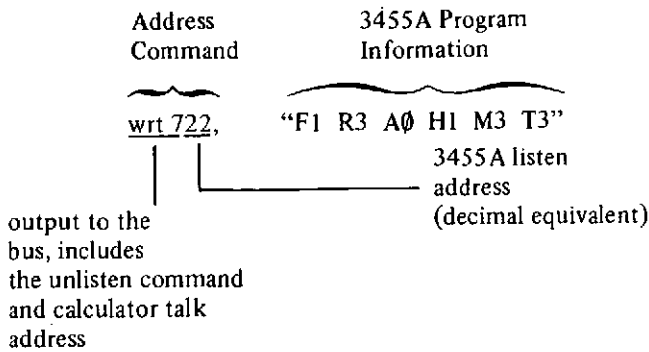 Address
Command
3455A Program
Information
wrt 722,
“F1 R3 A0̸ H1 M3 T3”
3455A listen
address
(decimal equivalent)
output to the
bus, includes
the unlisten command
and calculator talk
address